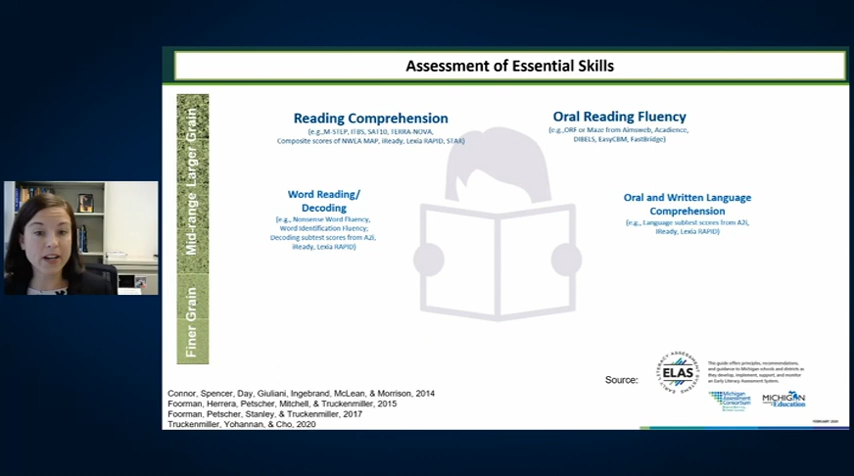 Assessment of Essential Skills
Larger Grain
Mid-range
Finer Grain
Reading Comprehension
(e.g.,M-STEP, ITBS, SAT10, TERRA-NOVA,
Composite scores of NWEA MAP, iReady, Lexia RAPID, STAR)
Oral Reading Fluency
(e.g.,ORF or Maze from Aimsweb, Acadience,
DIBELS, EasyCBM, FastBridge)
Word Reading/
Decoding
(e.g., Nonsense Word Fluency,
Word Identification Fluency;
Decoding subtest scores from A2i,
iReady, Lexia RAPID)
Oral and Written Language
Comprehension
(e.g., Language subtest scores from A2i,
iReady, Lexia RAPID)
Connor, Spencer, Day, Giuliani, Ingebrand, McLean, & Morrison, 2014
Foorman, Herrera, Petscher, Mitchell, & Truckenmiller, 2015
Foorman, Petscher, Stanley, & Truckenmiller, 2017
Truckenmiller, Yohannan, & Cho, 2020
Source:
EARLY LITERACY ASSESSMENT SYSTEMS
ELAS
This guide offers principles, recommendations,
and guidance to Michigan schools and districts as
they develop, implement, support, and monitor
an Early Literacy Assessment System.
Michigan
Assessment
Consortium
MICHIGAN
Education
FEBRUARY 2020